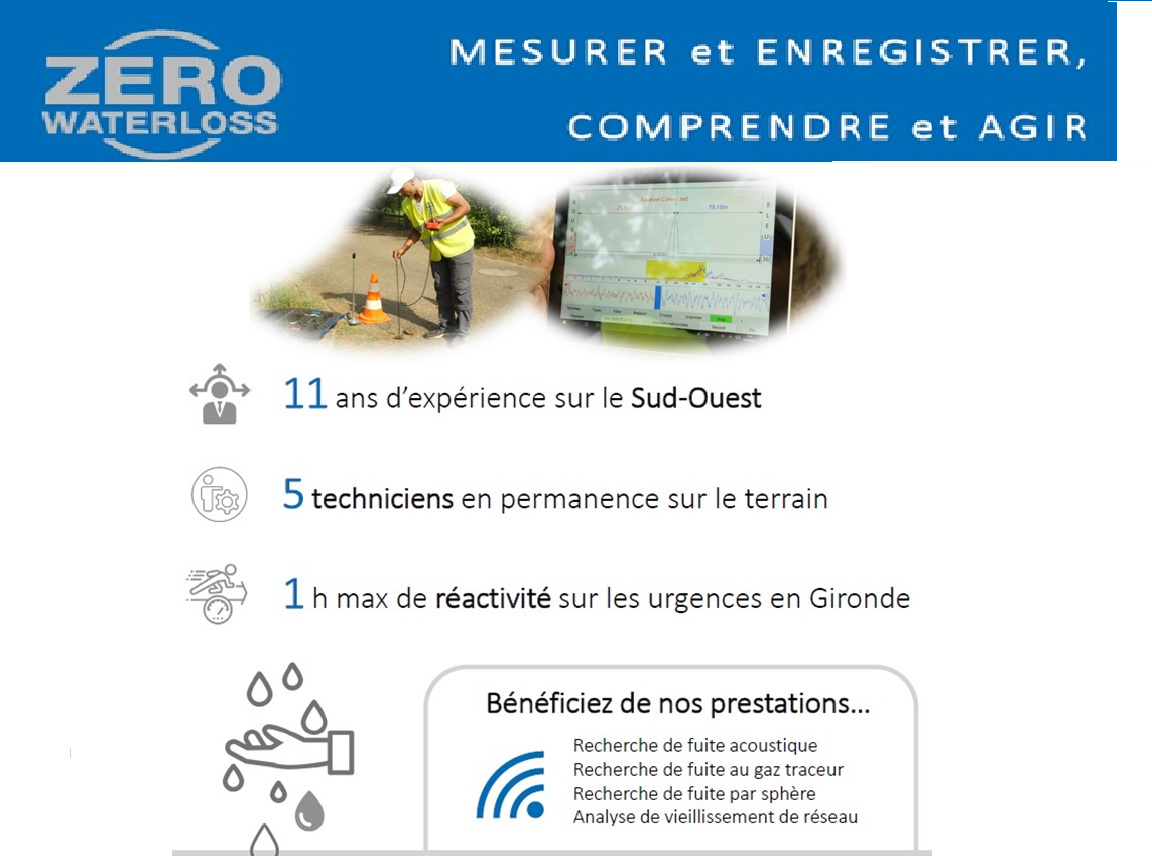 ZERO
WATERLOSS
MESURER et ENREGISTRER,
COMPRENDRE et AGIR
11 ans d’expérience sur le Sud-Ouest
5 techniciens en permanence sur le terrain
1 h max de réactivité sur les urgences en Gironde
Bénéficiez de nos prestations...
Recherche de fuite acoustique
Recherche de fuite au gaz traceur
Recherche de fuite par sphère
Analyse de vieillissement de réseau